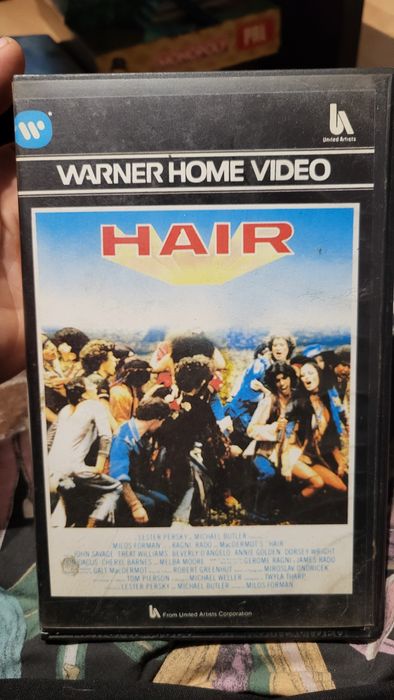 MONOPOLY
United Artists
WARNER HOME VIDEO
HAIR
LESTER PERSKY MICHAEL BUTLER
MILOS FORMAN RAGNI, RADO MacDERMOT'S "HAIR"
JOHN SAVAGE TREAT WILLIAMS BEVERLY D'ANGELO ANNIE GOLDEN DORSEY WRIGHT
DACUS CHERYL BARNES MELBA MOORE GEROME RAGNI JAMES RADO
GALT MacDERMOT ROBERT GREENHUT MIROSLAV ONDRICEK
TOM PIERSON MICHAEL WELLER TWYLA THARP
LESTER PERSKY MICHAEL BUTLER MILOS FORMAN
From United Artists Corporation